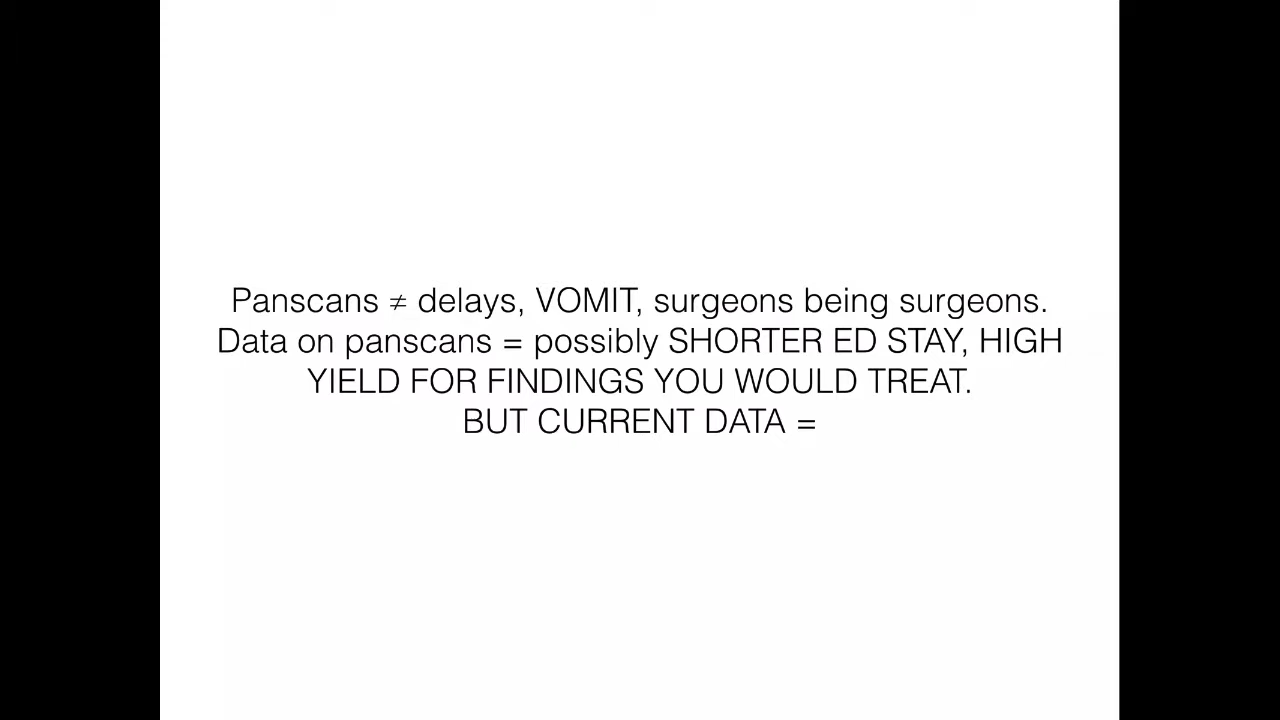 Panscans ≠ delays, VOMIT, surgeons being surgeons.
Data on panscans = possibly SHORTER ED STAY, HIGH
YIELD FOR FINDINGS YOU WOULD TREAT.
BUT CURRENT DATA =